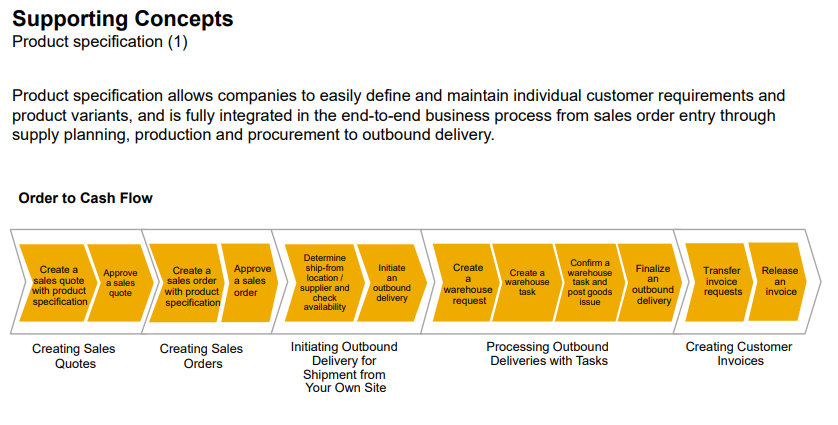 Supporting Concepts
Product specification (1)
Product specification allows companies to easily define and maintain individual customer requirements and
product variants, and is fully integrated in the end-to-end business process from sales order entry through
supply planning, production and procurement to outbound delivery.
Order to Cash Flow
Create a
sales quote
with product
specification
Approve
a sales
quote
Create a
sales order
with product
specification
Approve
a sales
order
Determine
ship-from
location /
supplier and
check
availability
Initiate
an
outbound
delivery
Create
a
warehouse
request
Create a
warehouse
task
Confirm a
warehouse
task and
post goods
issue
Finalize
an
outbound
delivery
Transfer
invoice
requests
Release
an
invoice
Creating Sales
Quotes
Creating Sales
Orders
Initiating Outbound
Delivery for
Shipment from
Your Own Site
Processing Outbound
Deliveries with Tasks
Creating Customer
Invoices